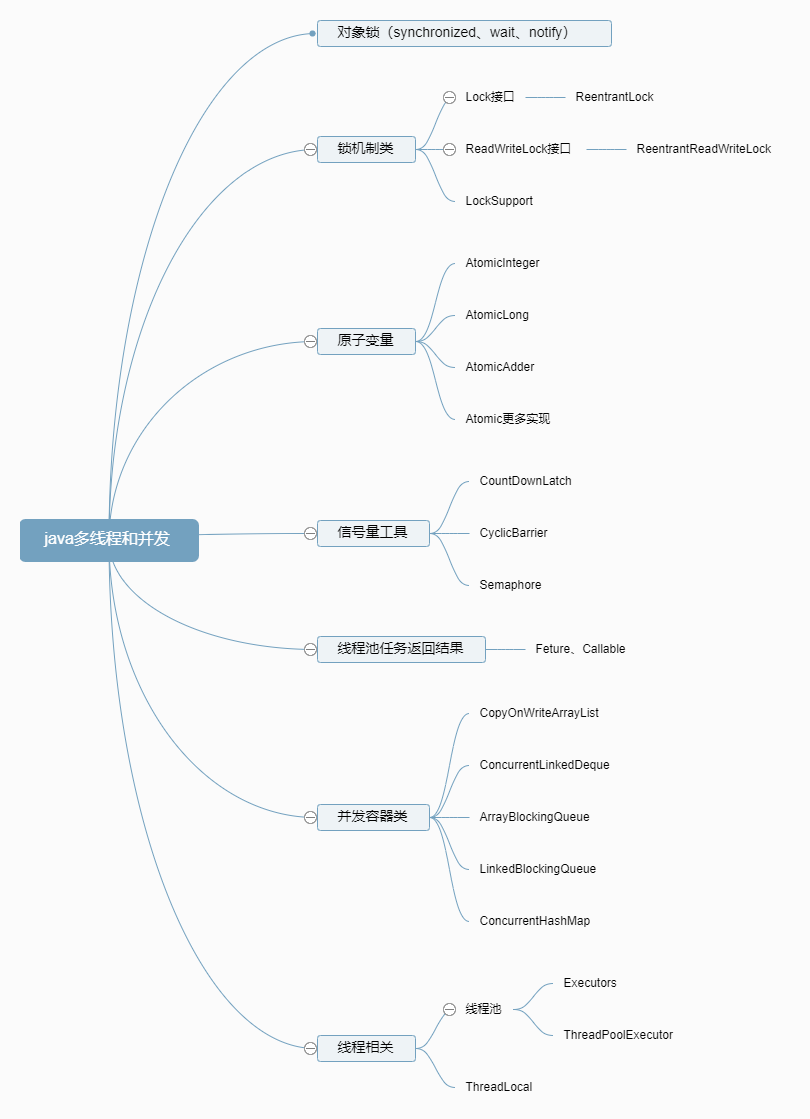 对象锁（synchronized、wait、notify）
Lock接口
ReentrantLock
锁机制类
ReadWriteLock接口
ReentrantReadWriteLock
LockSupport
AtomicInteger
AtomicLong
原子变量
AtomicAdder
Atomic更多实现
CountDownLatch
java多线程和并发
信号量工具
CyclicBarrier
Semaphore
线程池任务返回结果
Feture、Callable
CopyOnWriteArrayList
ConcurrentLinkedDeque
并发容器类
ArrayBlockingQueue
LinkedBlockingQueue
ConcurrentHashMap
Executors
线程池
ThreadPoolExecutor
线程相关
ThreadLocal